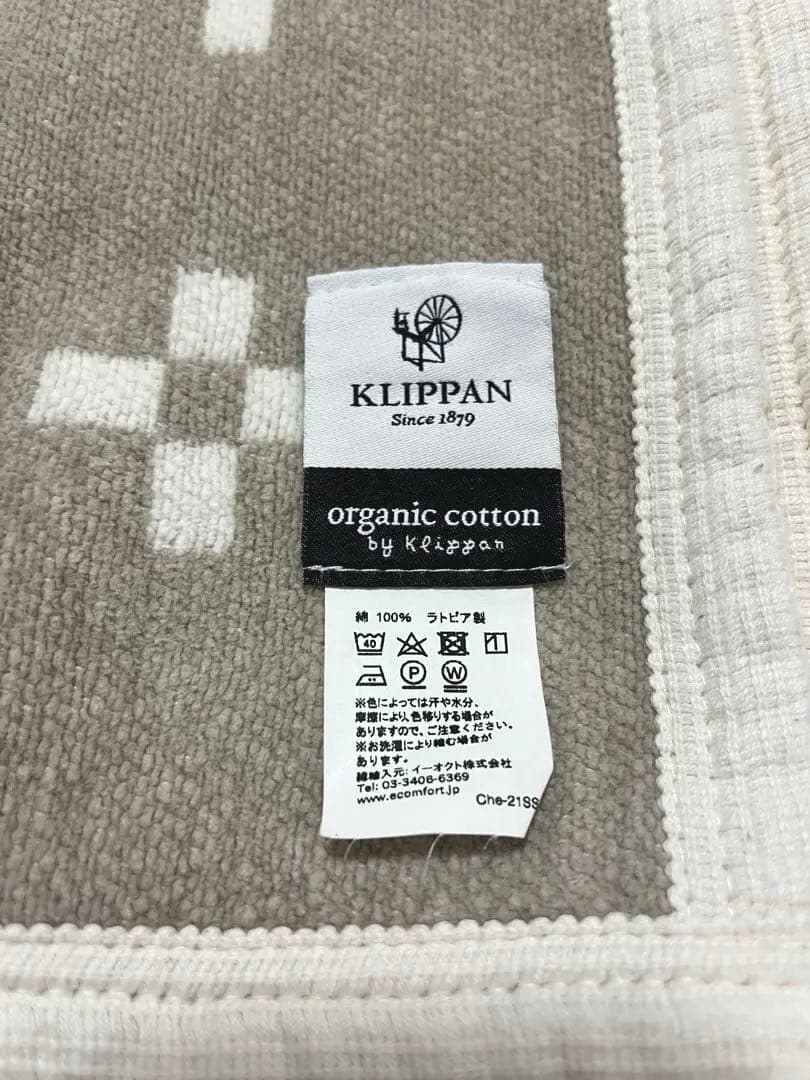 KLIPPAN
Since 1879
organic cotton
by klippan
綿 100% ラトビア製
40
P W
※色によっては汗や水分、
摩擦により、色移りする場合が
ありますので、ご注意ください。
※お洗濯により縮む場合が
あります。
輸入元: イーオクト株式会社
Tel: 03-3406-6369
www.ecomfort.jp Che-21SS